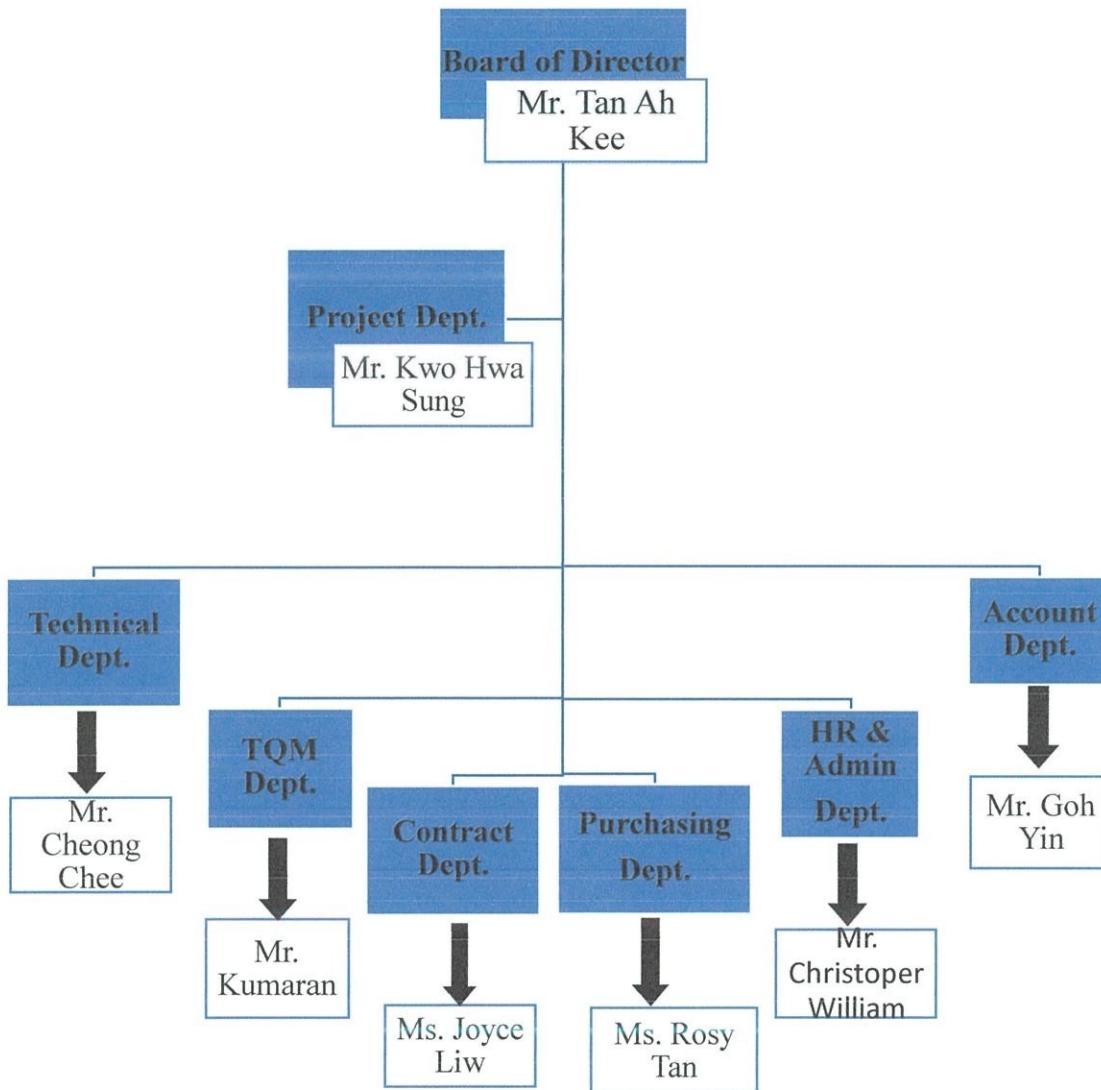 Board of Director
Mr. Tan Ah
Kee
Project Dept.
Mr. Kwo Hwa
Sung
Technical
Dept.
Mr.
Cheong
Chee
TQM
Dept.
Mr.
Kumaran
Contract
Dept.
Ms. Joyce
Liw
Purchasing
Dept.
Ms. Rosy
Tan
HR &
Admin
Dept.
Mr.
Christoper
William
Account
Dept.
Mr. Goh
Yin